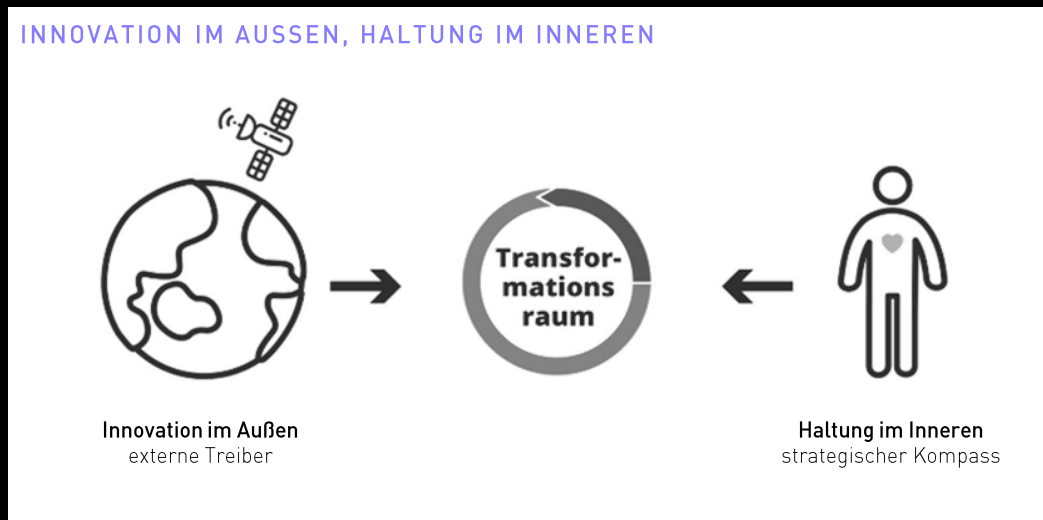 INNOVATION IM AUSSEN, HALTUNG IM INNEREN
Transfor-
mations
raum
Innovation im Außen
externe Treiber
Haltung im Inneren
strategischer Kompass